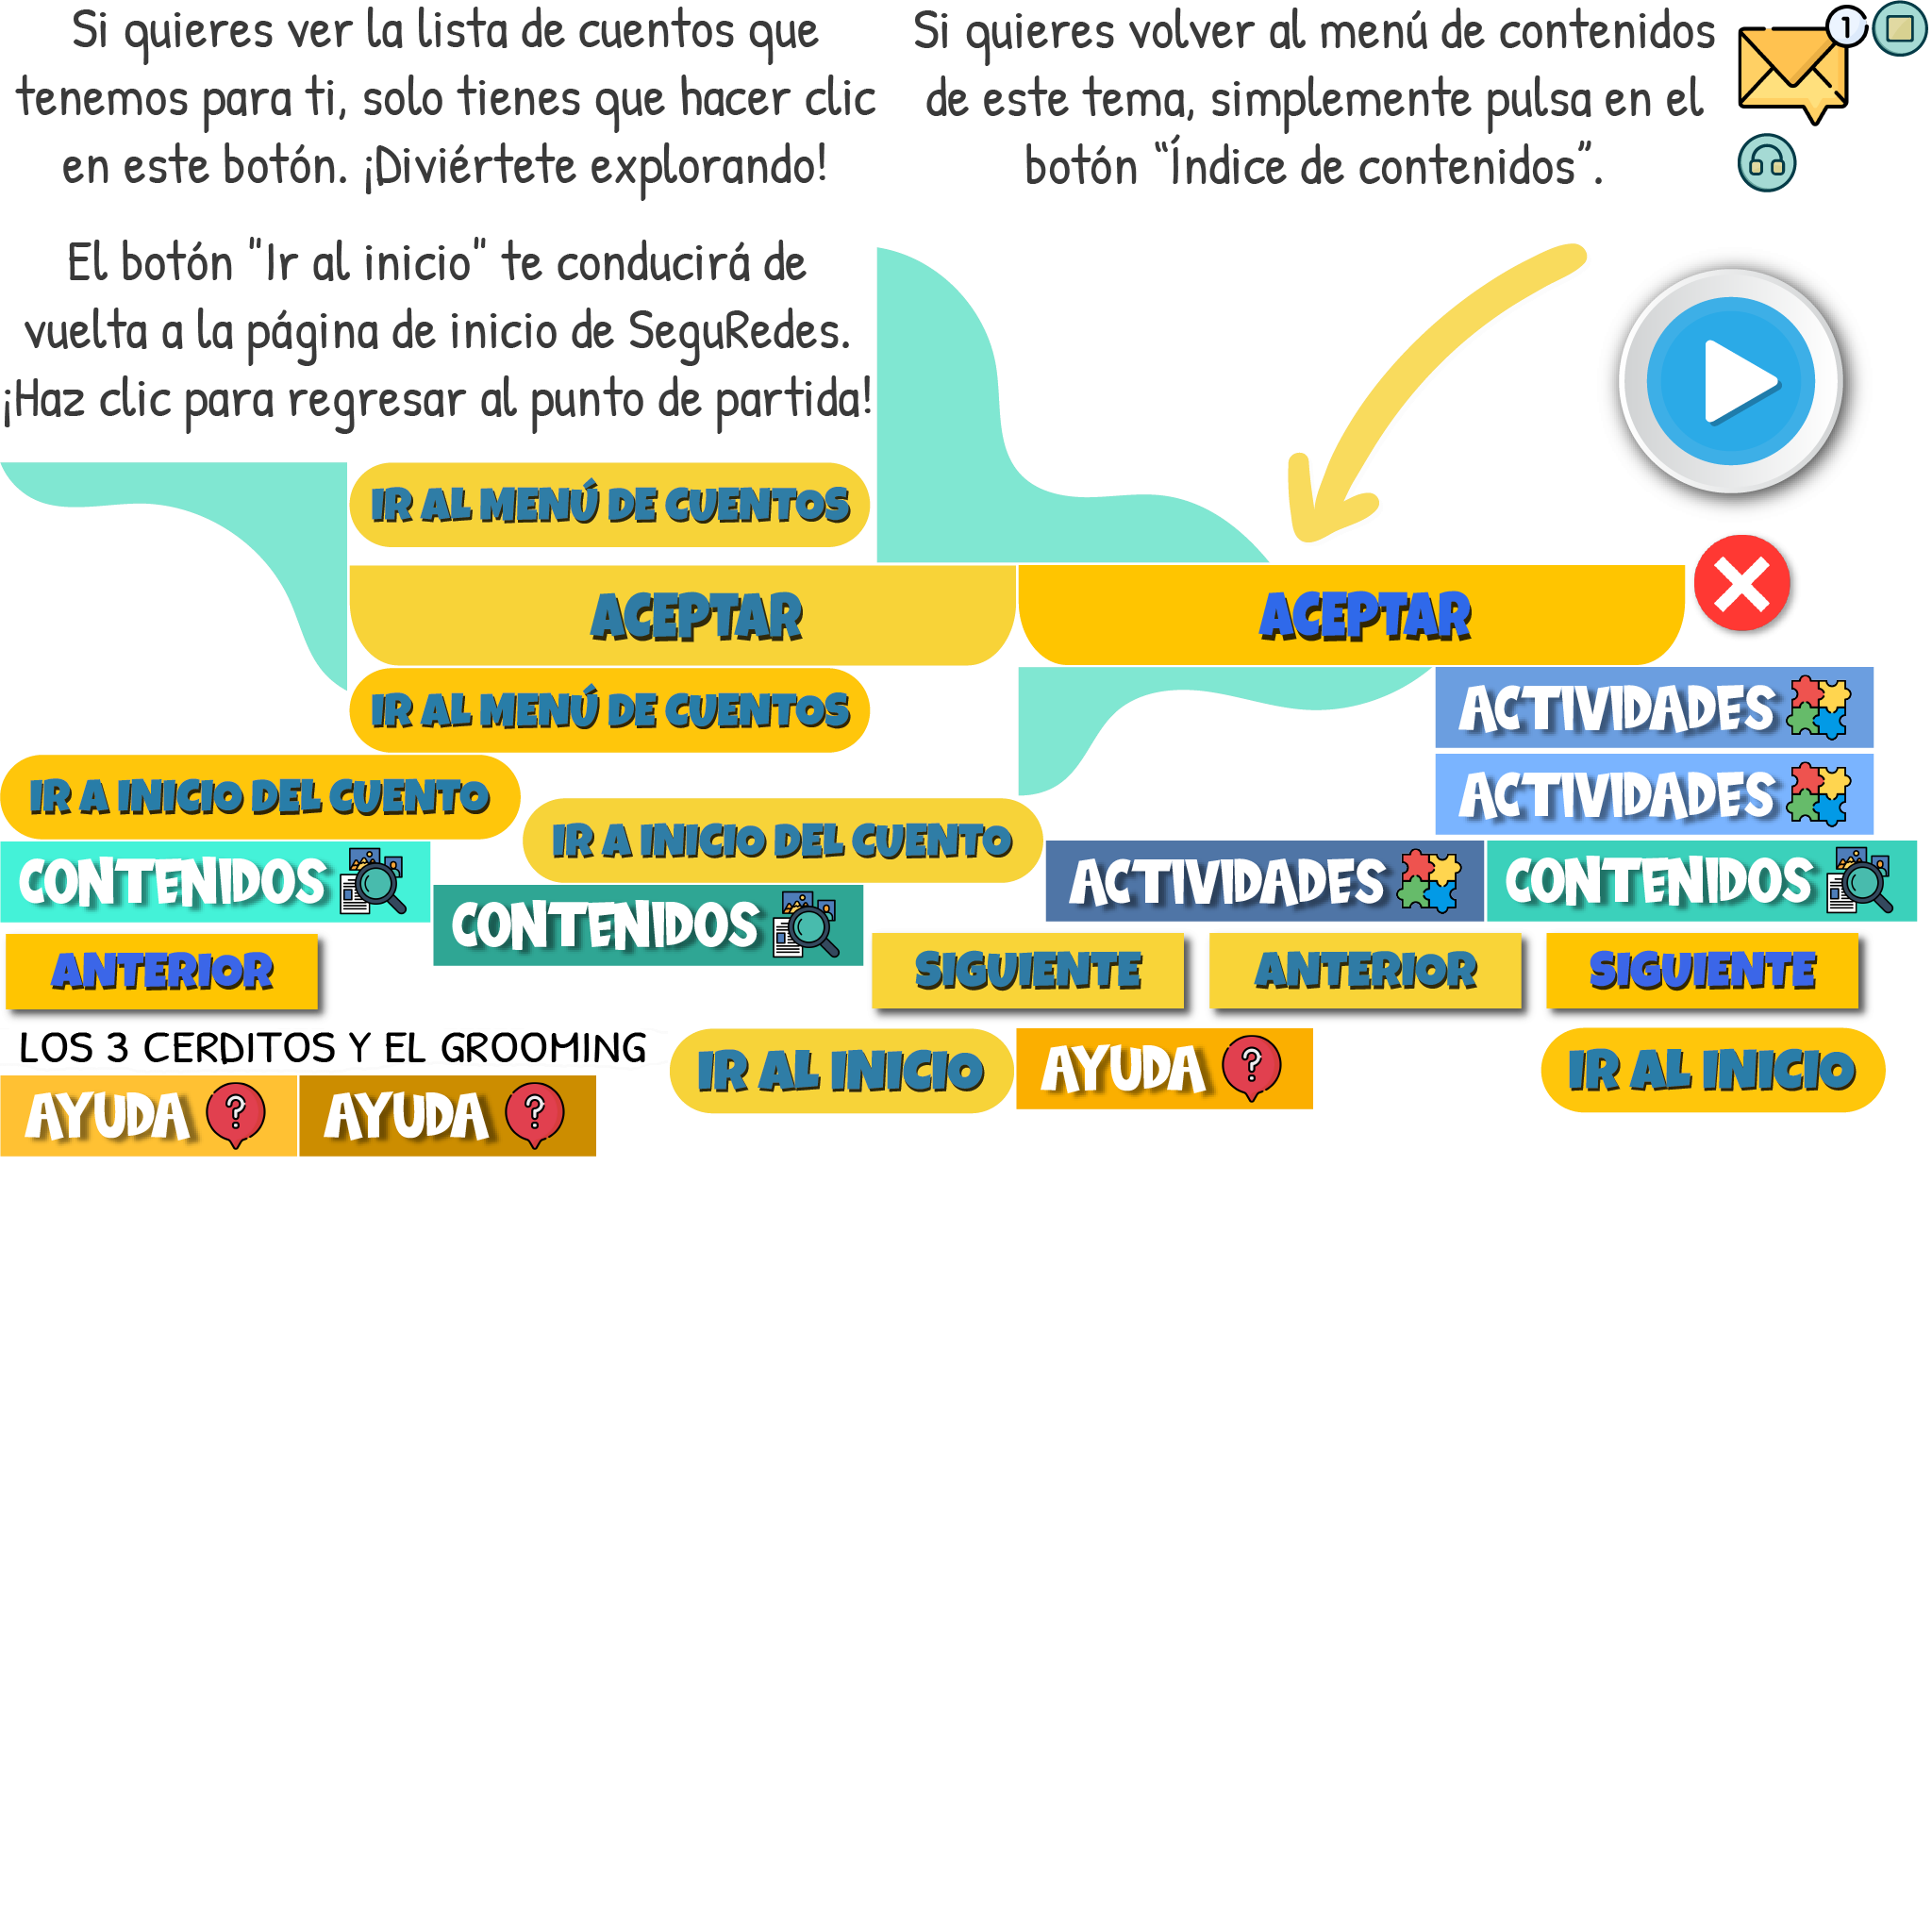 Si quieres ver la lista de cuentos que
tenemos para ti, solo tienes que hacer clic
en este botón. ¡Diviértete explorando!
Si quieres volver al menú de contenidos
de este tema, simplemente pulsa en el
botón “Índice de contenidos”.
1
El botón "Ir al inicio" te conducirá de
vuelta a la página de inicio de SeguRedes.
¡Haz clic para regresar al punto de partida!
IR AL MENÚ DE CUENTOS
ACEPTAR
ACEPTAR
IR AL MENÚ DE CUENTOS
ACTIVIDADES
ACTIVIDADES
IR A INICIO DEL CUENTO
IR A INICIO DEL CUENTO
CONTENIDOS
CONTENIDOS
ACTIVIDADES
CONTENIDOS
ANTERIOR
SIGUIENTE
ANTERIOR
SIGUIENTE
LOS 3 CERDITOS Y EL GROOMING
IR AL INICIO
AYUDA ?
IR AL INICIO
AYUDA ?
AYUDA ?